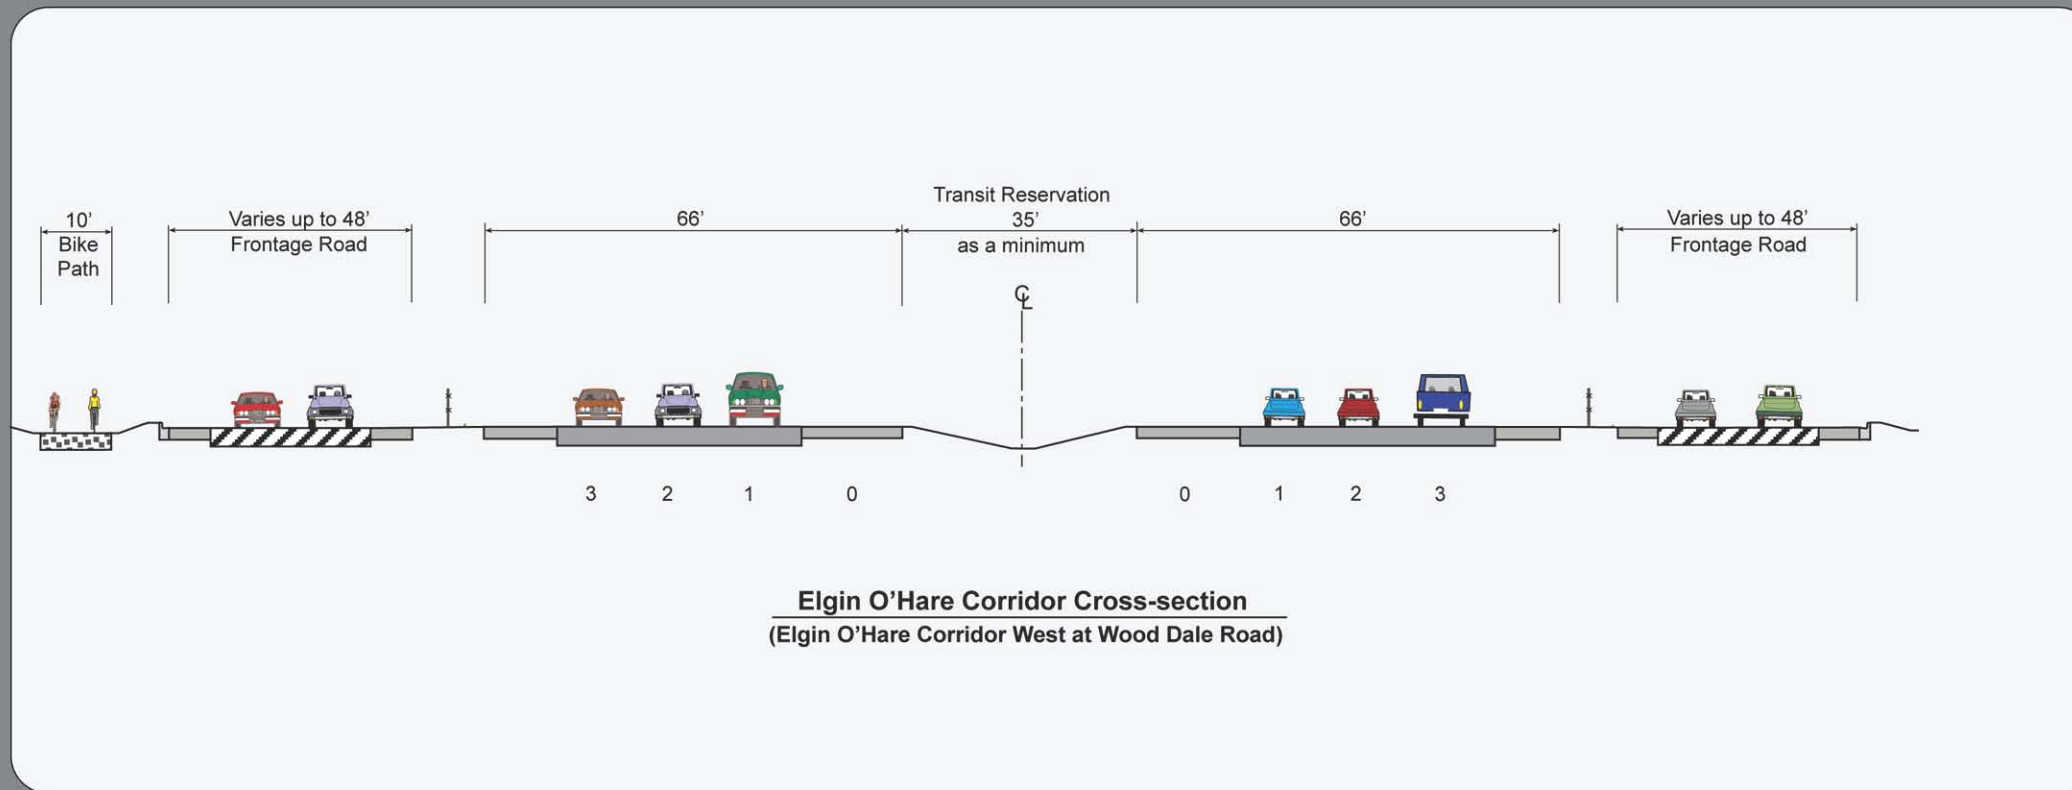 Transit Reservation
10’
Varies up to 48’
66’
35’
66’
Varies up to 48’
Bike
Frontage Road
as a minimum
Frontage Road
Path
℄
3 2 1 0 0 1 2 3
Elgin O’Hare Corridor Cross-section
(Elgin O’Hare Corridor West at Wood Dale Road)